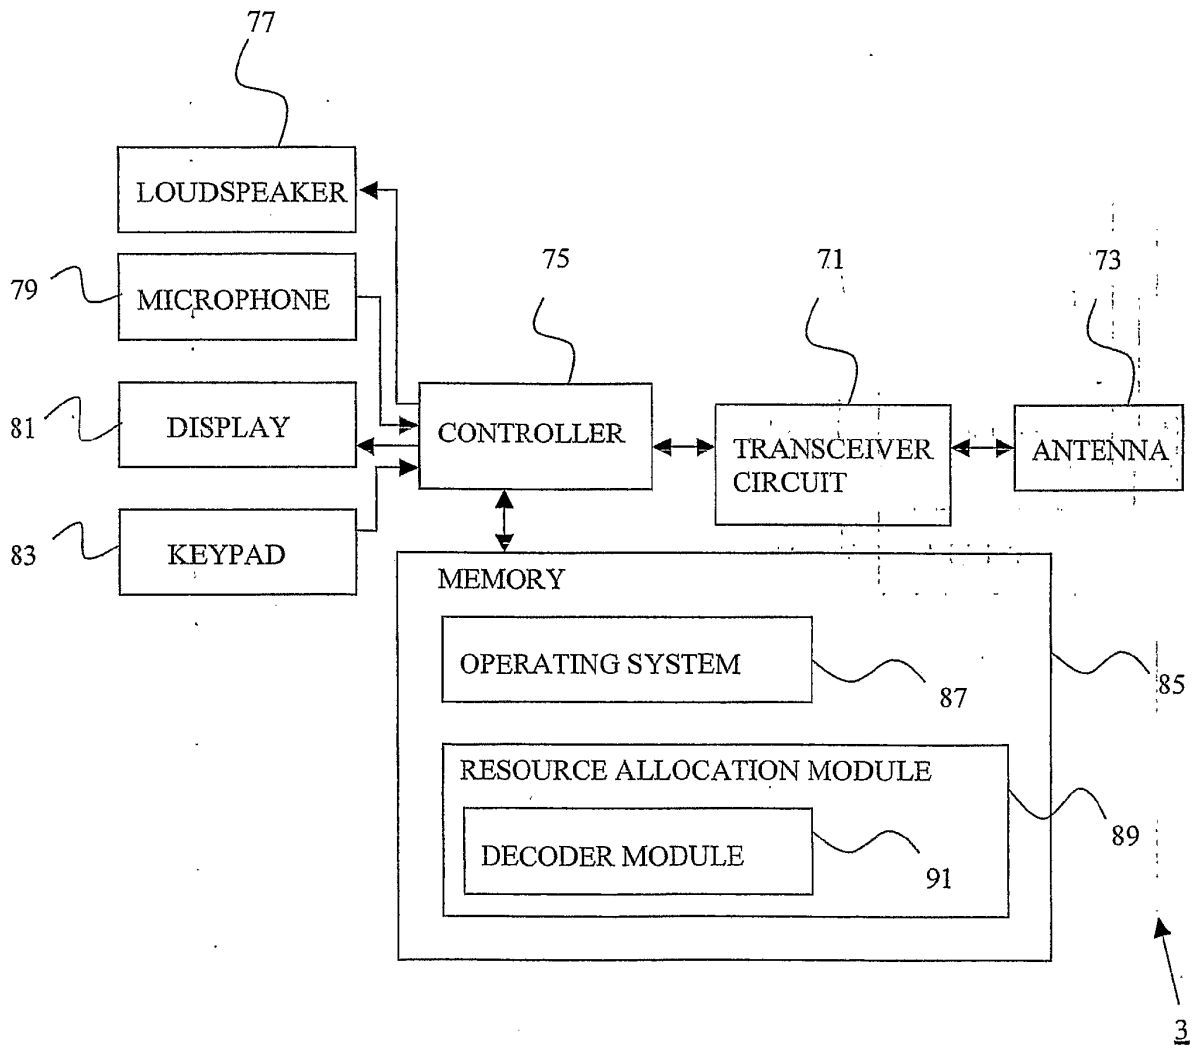 77
LOUDSPEAKER
79
MICROPHONE
75
71
73
81
DISPLAY
CONTROLLER
TRANSCEIVER
CIRCUIT
ANTENNA
83
KEYPAD
MEMORY
OPERATING SYSTEM
87
85
RESOURCE ALLOCATION MODULE
89
DECODER MODULE
91
3